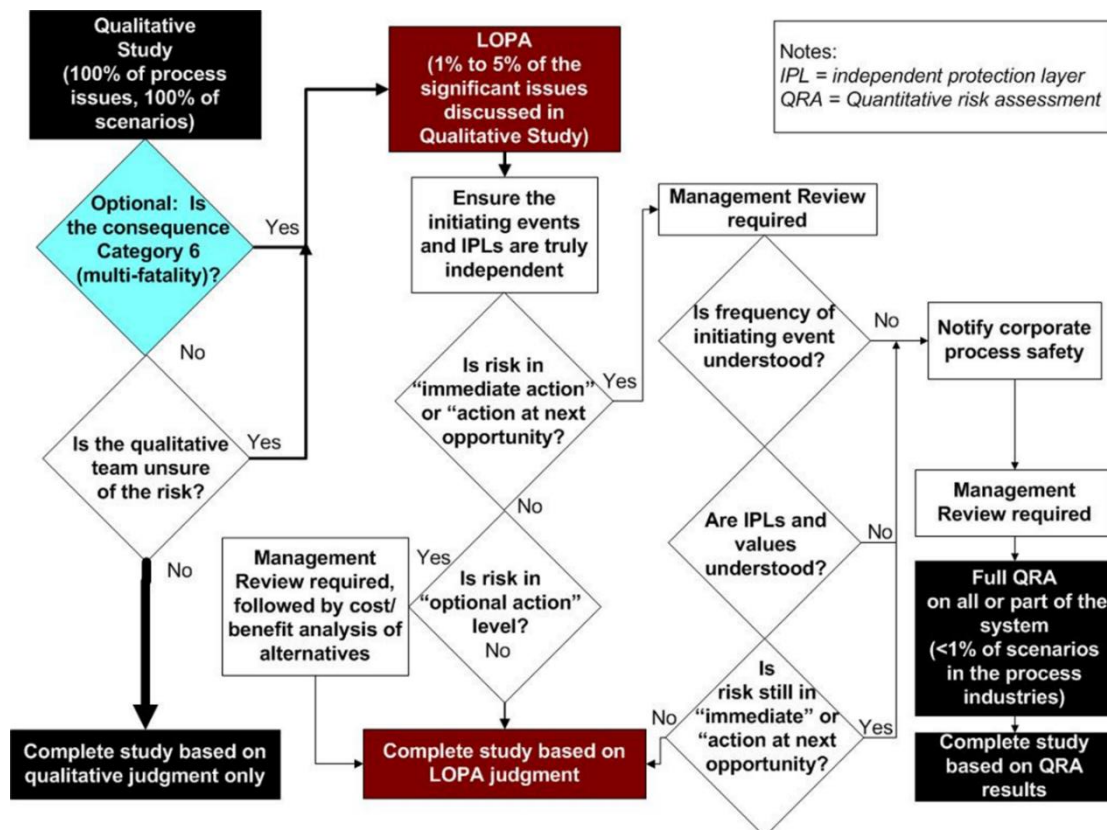 Qualitative
Study
(100% of process
issues, 100% of
scenarios)
Optional:  Is
the consequence
Category 6
(multi-fatality)?
Yes
No
Is the qualitative
team unsure
of the risk?
Yes
No
Complete study based on
qualitative judgment only
LOPA
(1% to 5% of the
significant issues
discussed in
Qualitative Study)
Ensure the
initiating events
and IPLs are truly
independent
Is risk in
“immediate action”
or “action at next
opportunity?
Yes
No
Is risk in
“optional action”
level?
Yes
No
Management
Review required,
followed by cost/
benefit analysis of
alternatives
Complete study based on
LOPA judgment
Management Review
required
Is frequency of
initiating event
understood?
No
Are IPLs and
values
understood?
No
Is
risk still in
“immediate” or
“action at next
opportunity?
No
Yes
Notes:
IPL = independent protection layer
QRA = Quantitative risk assessment
Notify corporate
process safety
Management
Review required
Full QRA
on all or part of the
system
(<1% of scenarios
in the process
industries)
Complete study
based on QRA
results